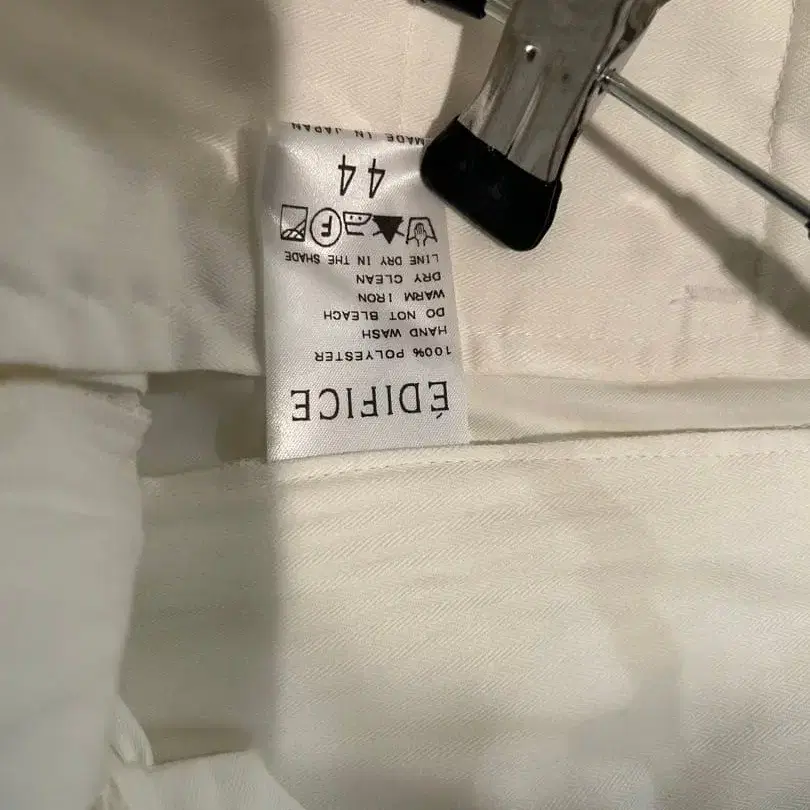 ÉDIFICE
100% POLYESTER
HAND WASH
DO NOT BLEACH
WARM IRON
DRY CLEAN
LINE DRY IN THE SHADE
F
44
MADE IN JAPAN